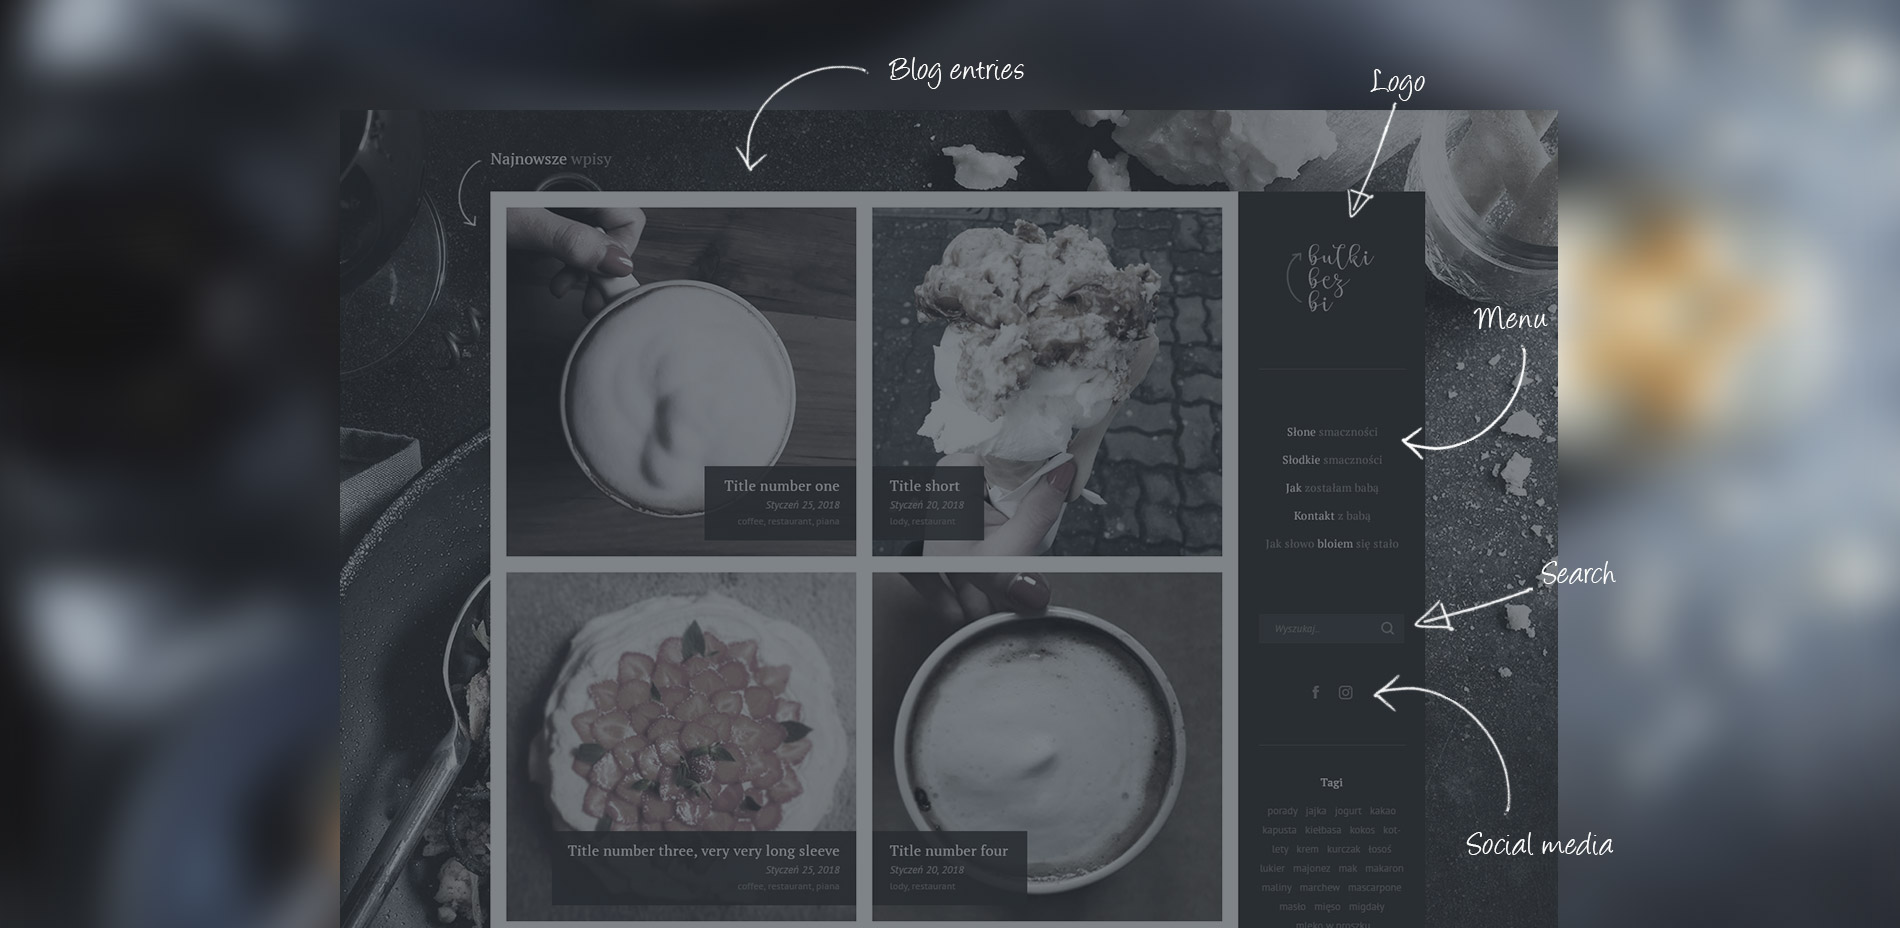 Blog entries
Logo
Najnowsze wpisy
bułki
bez
bi
Menu
Słone smaczności
Słodkie smaczności
Jak zostałam babą
Kontakt z babą
Jak słowo bloiem się stało
Title number one
Styczeń 25, 2018
coffee, restaurant, piana
Title short
Styczeń 20, 2018
lody, restaurant
Search
Wyszukaj...
Tagi
porady jajka jogurt kakao
kapusta kiełbasa kokos kot-
lety krem kurczak łosoś
lukier majonez mak makaron
maliny marchew mascarpone
masło mięso migdały
mleko w proszku
Social media
Title number three, very very long sleeve
Styczeń 25, 2018
coffee, restaurant, piana
Title number four
Styczeń 20, 2018
lody, restaurant